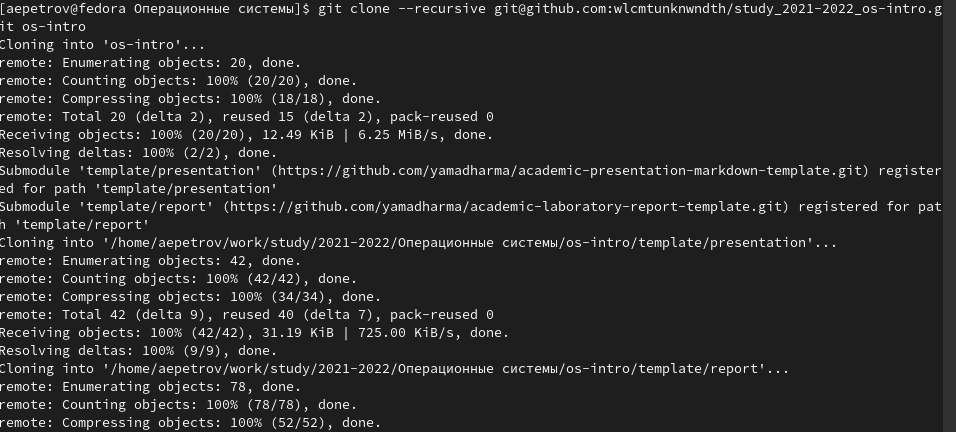 [aepetrov@fedora Операционные системы]$ git clone --recursive git@github.com:wlcmtunknwndth/study_2021-2022_os-intro.g
it os-intro
Cloning into 'os-intro'...
remote: Enumerating objects: 20, done.
remote: Counting objects: 100% (20/20), done.
remote: Compressing objects: 100% (18/18), done.
remote: Total 20 (delta 2), reused 15 (delta 2), pack-reused 0
Receiving objects: 100% (20/20), 12.49 KiB | 6.25 MiB/s, done.
Resolving deltas: 100% (2/2), done.
Submodule 'template/presentation' (https://github.com/yamadharma/academic-presentation-markdown-template.git) register
ed for path 'template/presentation'
Submodule 'template/report' (https://github.com/yamadharma/academic-laboratory-report-template.git) registered for pat
h 'template/report'
Cloning into '/home/aepetrov/work/study/2021-2022/Операционные системы/os-intro/template/presentation'...
remote: Enumerating objects: 42, done.
remote: Counting objects: 100% (42/42), done.
remote: Compressing objects: 100% (34/34), done.
remote: Total 42 (delta 9), reused 40 (delta 7), pack-reused 0
Receiving objects: 100% (42/42), 31.19 KiB | 725.00 KiB/s, done.
Resolving deltas: 100% (9/9), done.
Cloning into '/home/aepetrov/work/study/2021-2022/Операционные системы/os-intro/template/report'...
remote: Enumerating objects: 78, done.
remote: Counting objects: 100% (78/78), done.
remote: Compressing objects: 100% (52/52), done.